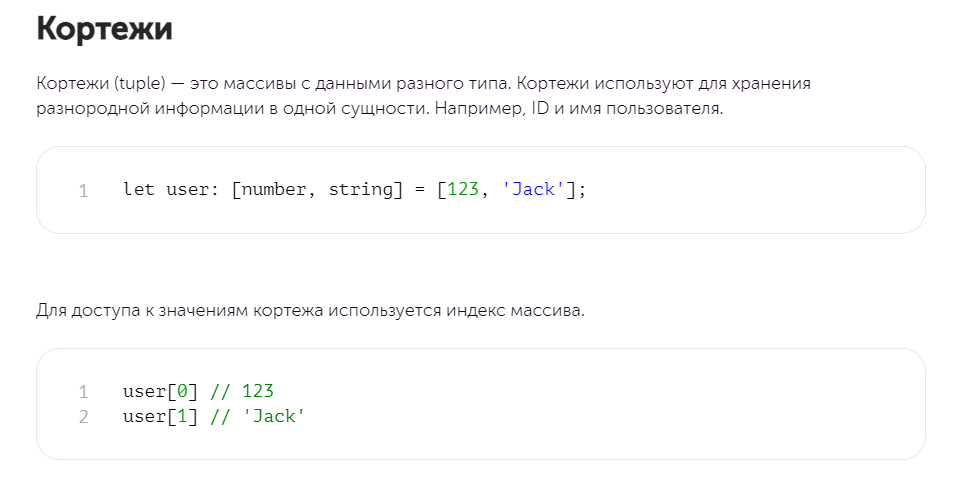 Кортежи
Кортежи (tuple) — это массивы с данными разного типа. Кортежи используют для хранения
разнородной информации в одной сущности. Например, ID и имя пользователя.
1 let user: [number, string] = [123, 'Jack'];
Для доступа к значениям кортежа используется индекс массива.
1 user[0] // 123
2 user[1] // 'Jack'